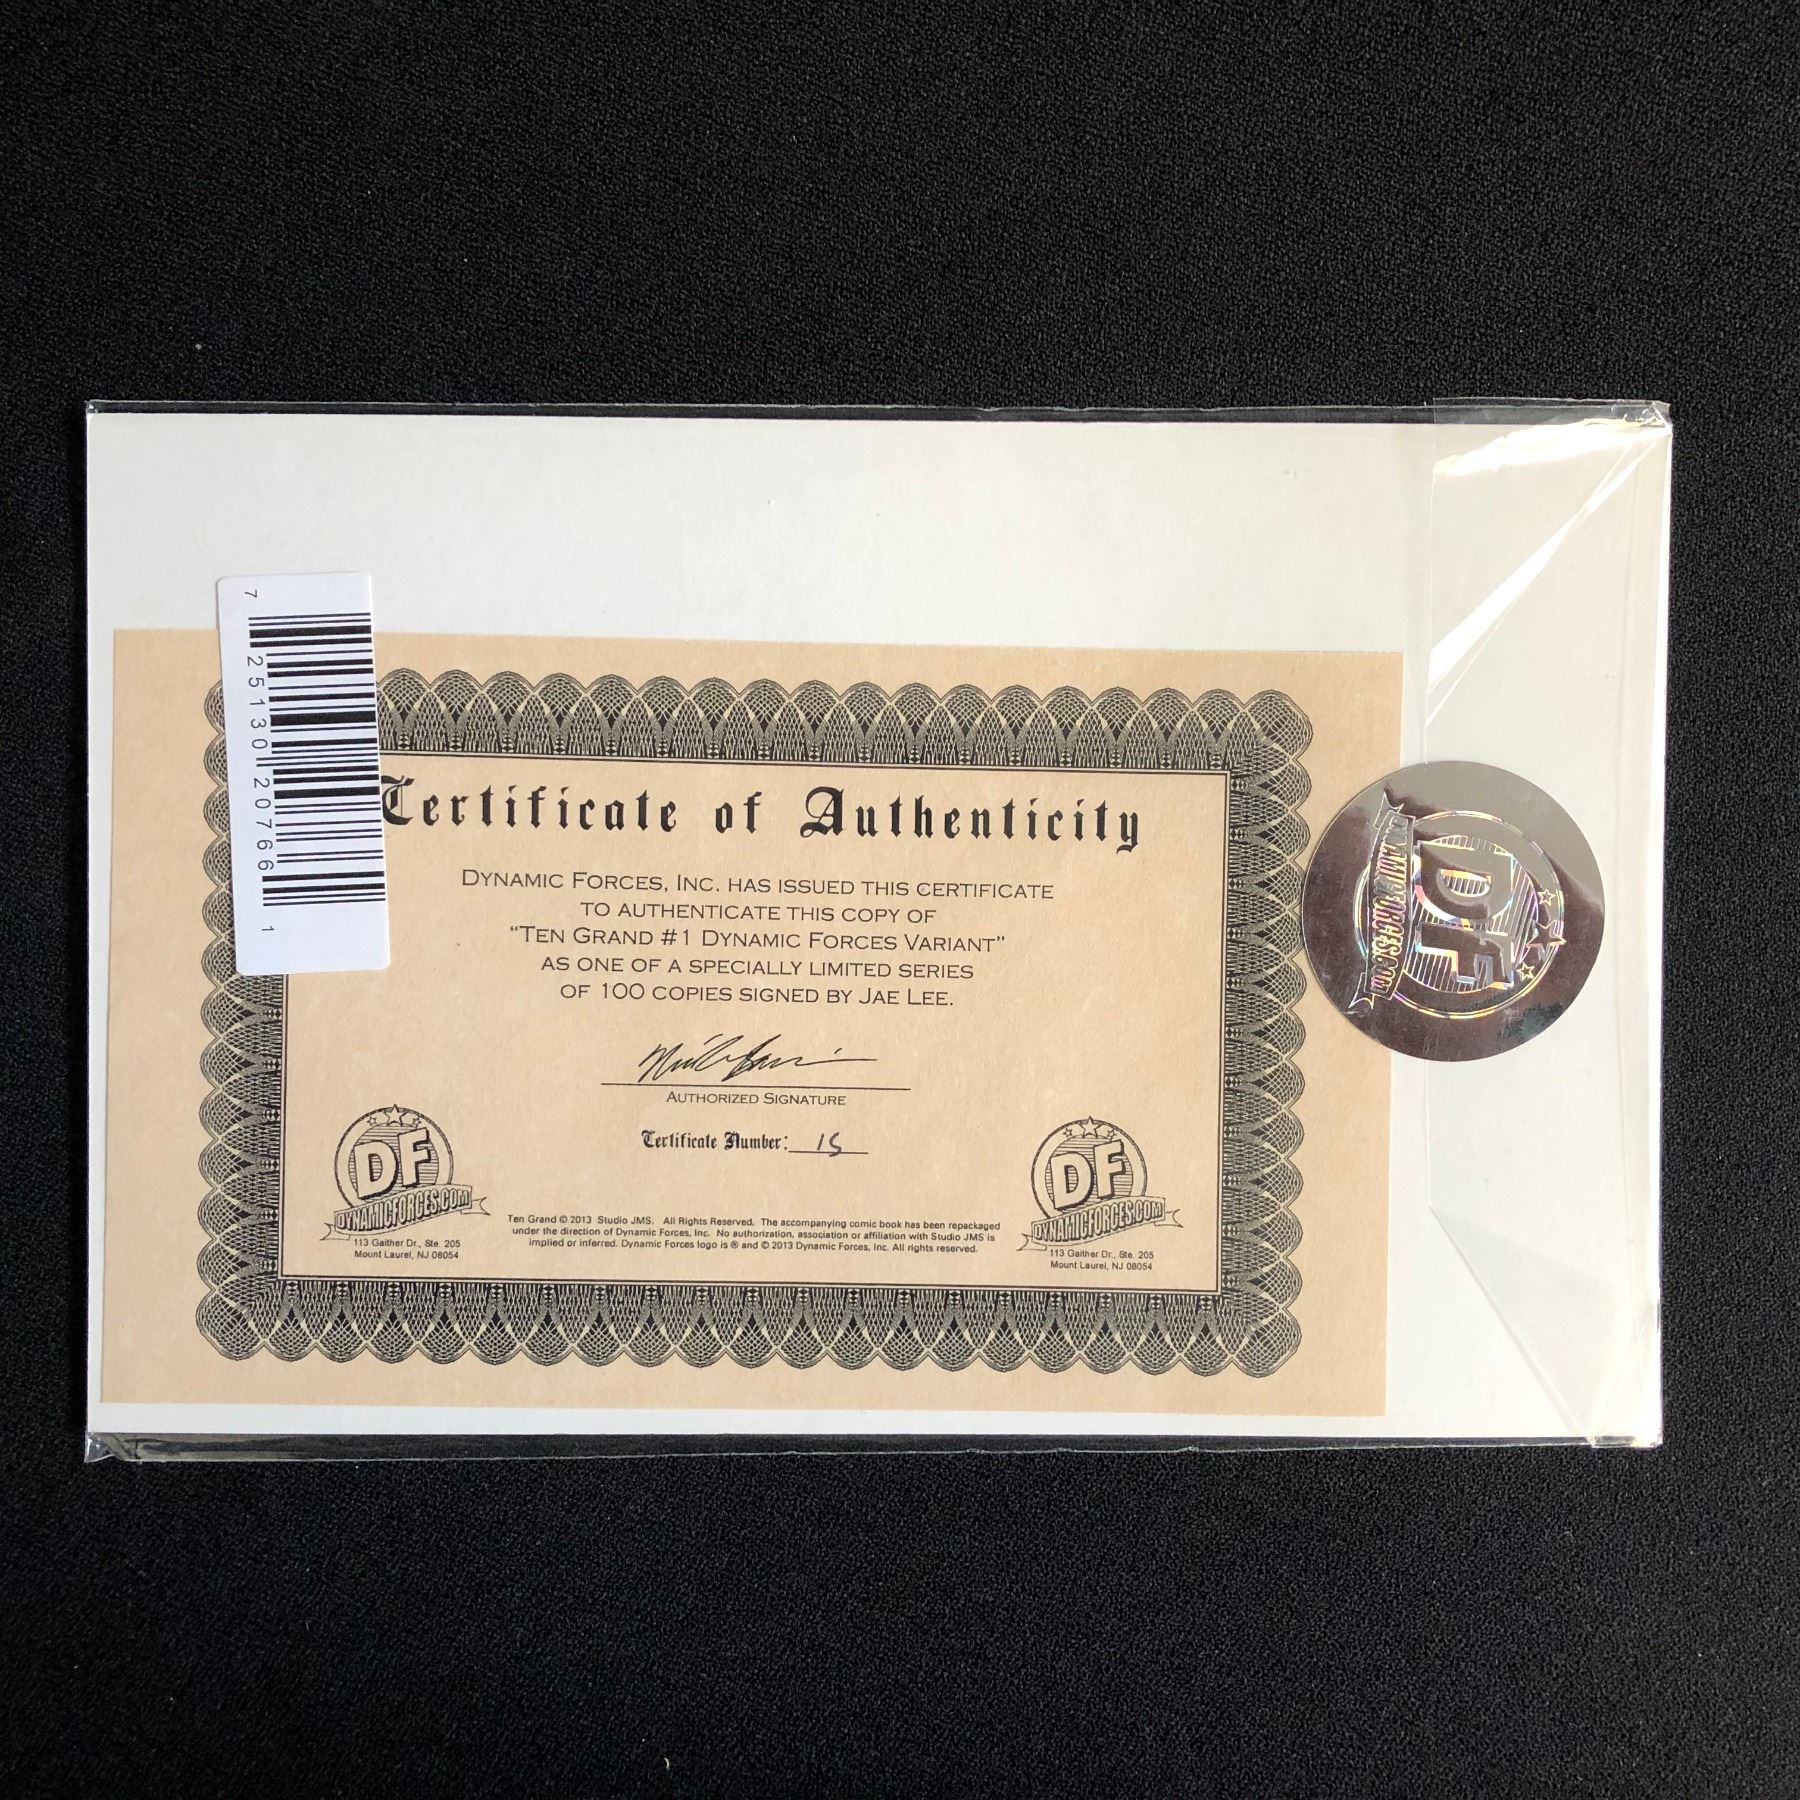 7 25130 20766 1
Certificate of Authenticity
DYNAMIC FORCES, INC. HAS ISSUED THIS CERTIFICATE
TO AUTHENTICATE THIS COPY OF
"TEN GRAND #1 DYNAMIC FORCES VARIANT"
AS ONE OF A SPECIALLY LIMITED SERIES
OF 100 COPIES SIGNED BY JAE LEE.
AUTHORIZED SIGNATURE
Certificate Number: 15
DF
DYNAMICFORCES.COM
113 Gaither Dr., Ste. 205
Mount Laurel, NJ 08054
Ten Grand © 2013 Studio JMS. All Rights Reserved. The accompanying comic book has been repackaged
under the direction of Dynamic Forces, Inc. No authorization, association or affiliation with Studio JMS is
implied or inferred. Dynamic Forces logo is ® and © 2013 Dynamic Forces, Inc. All rights reserved.
DF
DYNAMICFORCES.COM
113 Gaither Dr., Ste. 205
Mount Laurel, NJ 08054
DF
DYNAMICFORCES.COM